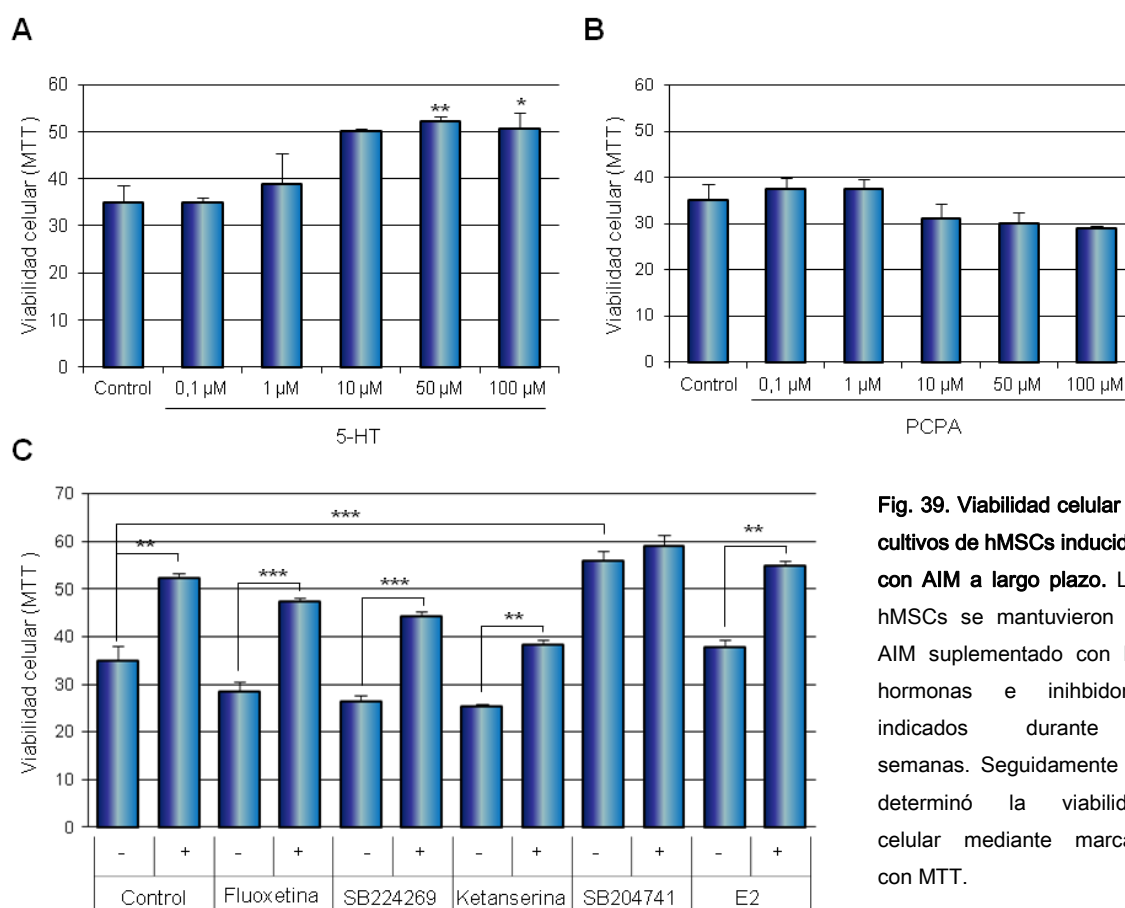 A
Viabilidad celular (MTT)
60
50
40
30
20
10
0
**
*
Control 0,1 µM 1 µM 10 µM 50 µM 100 µM
5-HT
B
Viabilidad celular (MTT)
60
50
40
30
20
10
0
Control 0,1 µM 1 µM 10 µM 50 µM 100 µM
PCPA
C
Viabilidad celular (MTT)
70
60
50
40
30
20
10
0
***
**
***
***
**
**
- + - + - + - + - + - +
Control Fluoxetina SB224269 Ketanserina SB204741 E2
Fig. 39. Viabilidad celular
cultivos de hMSCs inducid
con AIM a largo plazo. L
hMSCs se mantuvieron
AIM suplementado con
hormonas e inihbidor
indicados durante
semanas. Seguidamente
determinó la viabilid
celular mediante marca
con MTT.